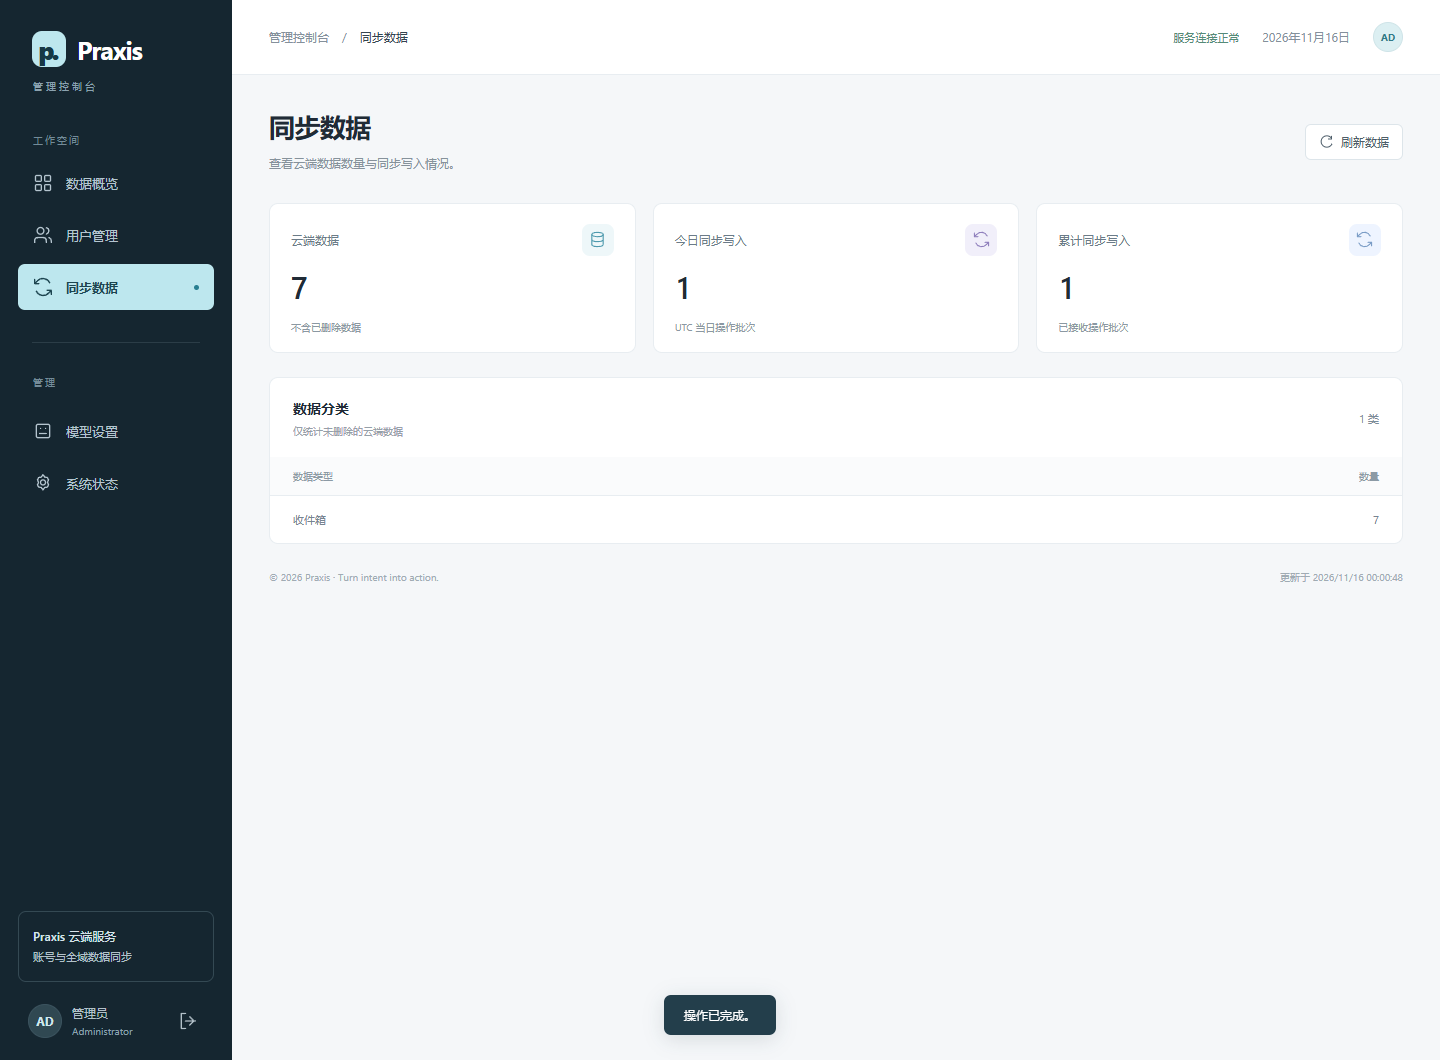 p. Praxis
管理控制台
工作空间
数据概览
用户管理
同步数据
管理
模型设置
系统状态
Praxis 云端服务
账号与全域数据同步
AD 管理员
Administrator
管理控制台 / 同步数据
服务连接正常 2026年11月16日 AD
同步数据
查看云端数据数量与同步写入情况。
刷新数据
云端数据
7
不含已删除数据
今日同步写入
1
UTC 当日操作批次
累计同步写入
1
已接收操作批次
数据分类
仅统计未删除的云端数据
1 类
数据类型 数量
收件箱 7
© 2026 Praxis · Turn intent into action.
更新于 2026/11/16 00:00:48
操作已完成。